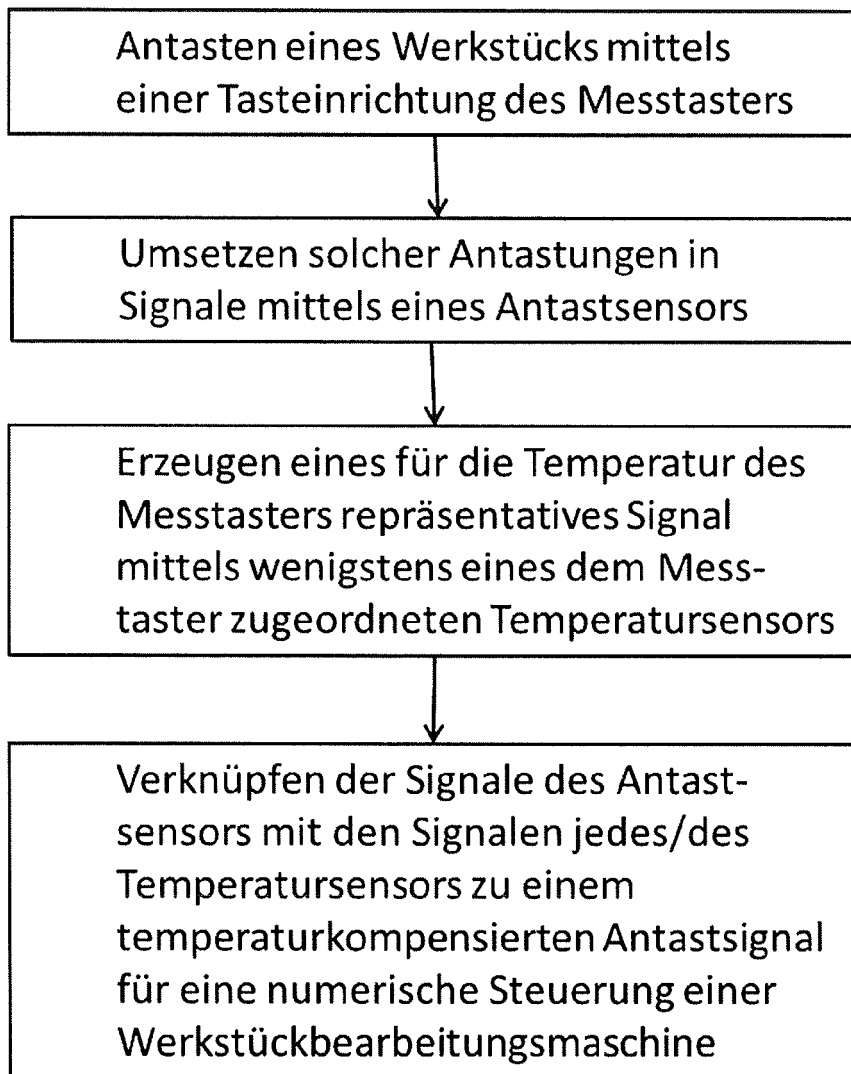 Antasten eines Werkstücks mittels
einer Tasteinrichtung des Messtasters
Umsetzen solcher Antastungen in
Signale mittels eines Antastsensors
Erzeugen eines für die Temperatur des
Messtasters repräsentatives Signal
mittels wenigstens eines dem Mess-
taster zugeordneten Temperatursensors
Verknüpfen der Signale des Antast-
sensors mit den Signalen jedes/des
Temperatursensors zu einem
temperaturkompensierten Antastsignal
für eine numerische Steuerung einer
Werkstückbearbeitungsmaschine